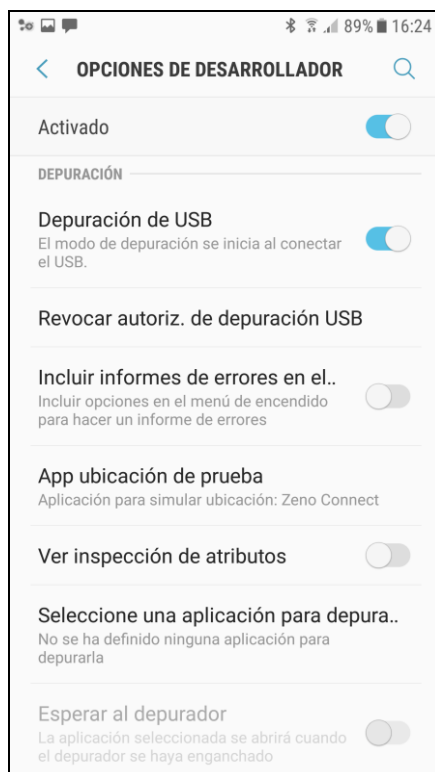 89% 16:24
OPCIONES DE DESARROLLADOR
Activado
DEPURACIÓN
Depuración de USB
El modo de depuración se inicia al conectar
el USB.
Revocar autoriz. de depuración USB
Incluir informes de errores en el..
Incluir opciones en el menú de encendido
para hacer un informe de errores
App ubicación de prueba
Aplicación para simular ubicación: Zeno Connect
Ver inspección de atributos
Seleccione una aplicación para depura..
No se ha definido ninguna aplicación para
depurarla
Esperar al depurador
La aplicación seleccionada se abrirá cuando
el depurador se haya enganchado